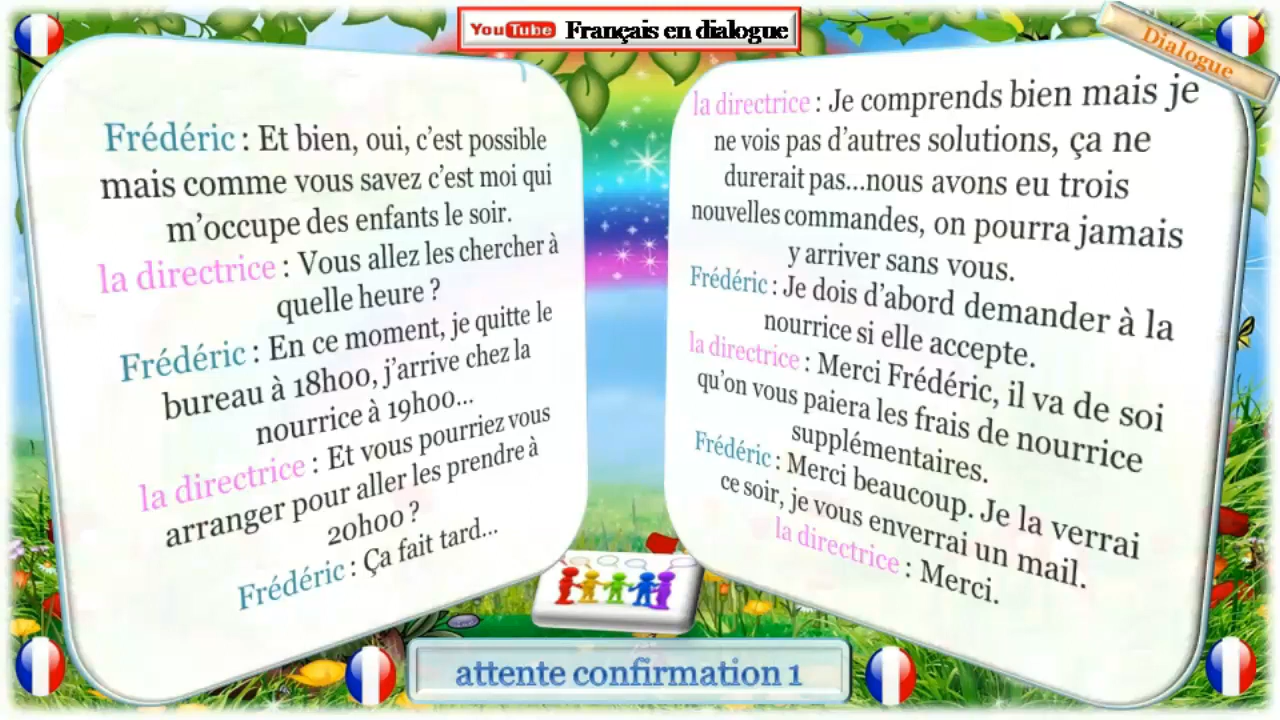 YouTube Français en dialogue
Dialogue
Frédéric : Et bien, oui, c'est possible
mais comme vous savez c'est moi qui
m'occupe des enfants le soir.
la directrice : Vous allez les chercher à
quelle heure ?
Frédéric : En ce moment, je quitte le
bureau à 18h00, j'arrive chez la
nourrice à 19h00...
la directrice : Et vous pourriez vous
arranger pour aller les prendre à
20h00 ?
Frédéric : Ça fait tard...
la directrice : Je comprends bien mais je
ne vois pas d'autres solutions, ça ne
durerait pas...nous avons eu trois
nouvelles commandes, on pourra jamais
y arriver sans vous.
Frédéric : Je dois d'abord demander à la
nourrice si elle accepte.
la directrice : Merci Frédéric, il va de soi
qu'on vous paiera les frais de nourrice
supplémentaires.
Frédéric : Merci beaucoup. Je la verrai
ce soir, je vous enverrai un mail.
la directrice : Merci.
attente confirmation 1